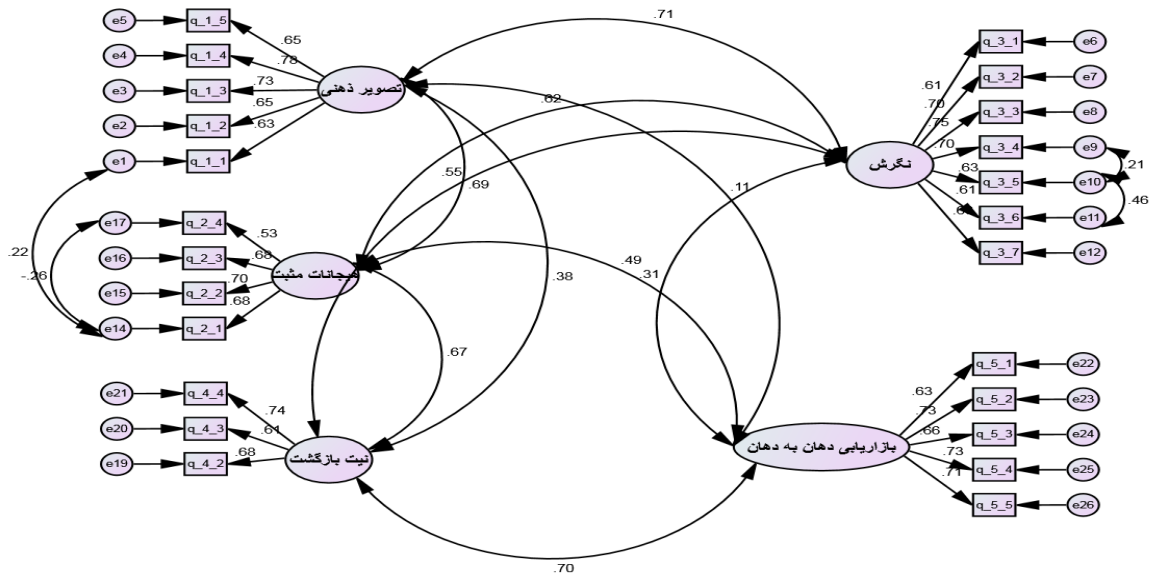 .71
e5 q_1_5
.65
e4 q_1_4
.78
e3 q_1_3
.73
تصویر ذهنی
e2 q_1_2
.65
e1 q_1_1
.63
q_3_1 e6
.61
q_3_2 e7
.70
q_3_3 e8
.75
q_3_4 e9
.70
نگرش
.21
q_3_5 e10
.63
q_3_6 e11
.61
.46
q_3_7 e12
.62
.55
.69
.11
e17 q_2_4
.53
e16 q_2_3
.68
هیجانات مثبت
e15 q_2_2
.70
e14 q_2_1
.68
.22
-.26
.49
.31
.38
.67
e21 q_4_4
.74
e20 q_4_3
.61
نیت بازگشت
e19 q_4_2
.68
q_5_1 e22
.63
q_5_2 e23
.73
q_5_3 e24
.66
بازاریابی دهان به دهان
q_5_4 e25
.73
q_5_5 e26
.71
.70